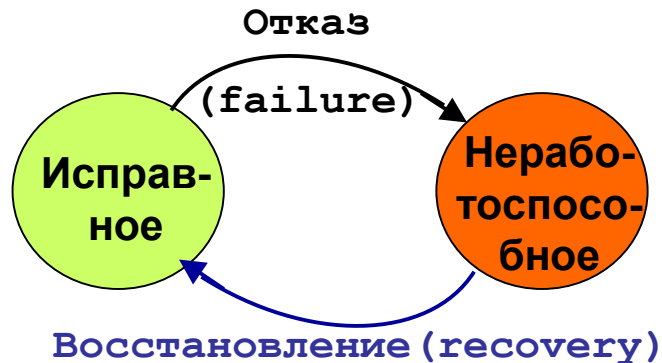 Отказ
(failure)
Исправ-
ное
Нерабо-
тоспосо-
бное
Восстановление(recovery)